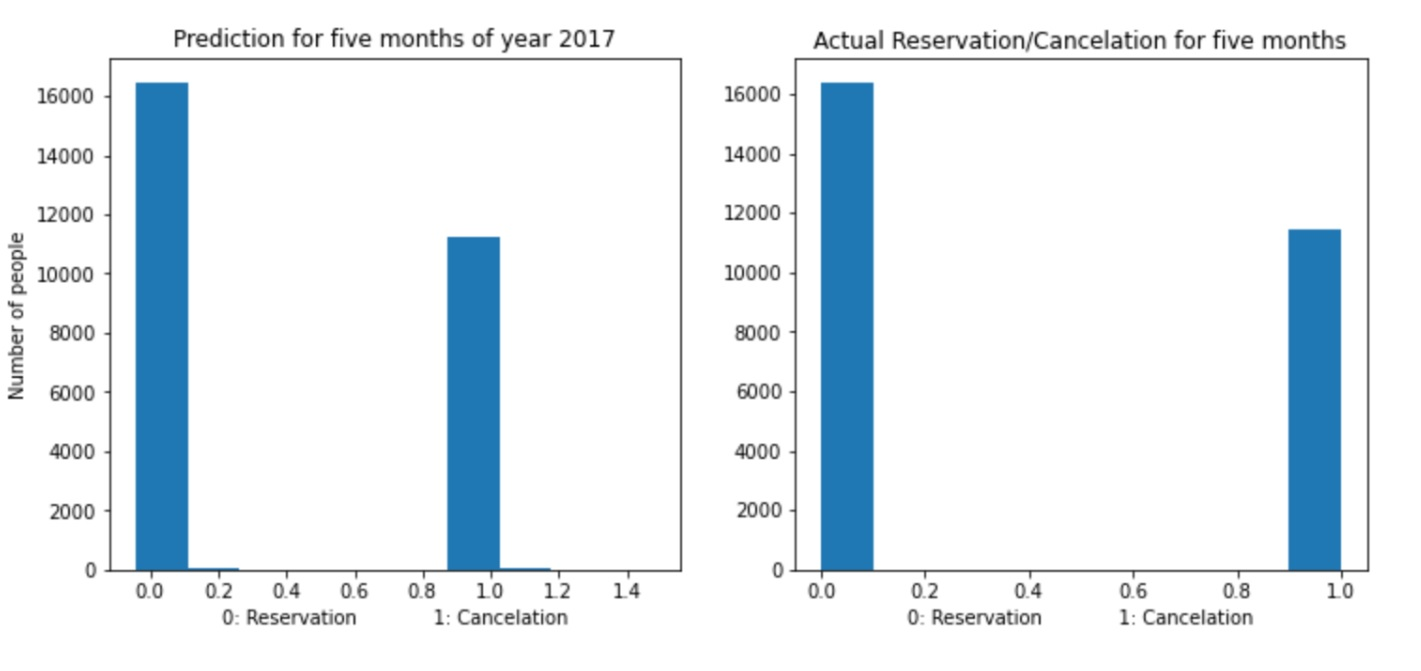 Prediction for five months of year 2017
Number of people
16000
14000
12000
10000
8000
6000
4000
2000
0
0.0 0.2 0.4 0.6 0.8 1.0 1.2 1.4
0: Reservation 1: Cancelation
Actual Reservation/Cancelation for five months
16000
14000
12000
10000
8000
6000
4000
2000
0
0.0 0.2 0.4 0.6 0.8 1.0
0: Reservation 1: Cancelation